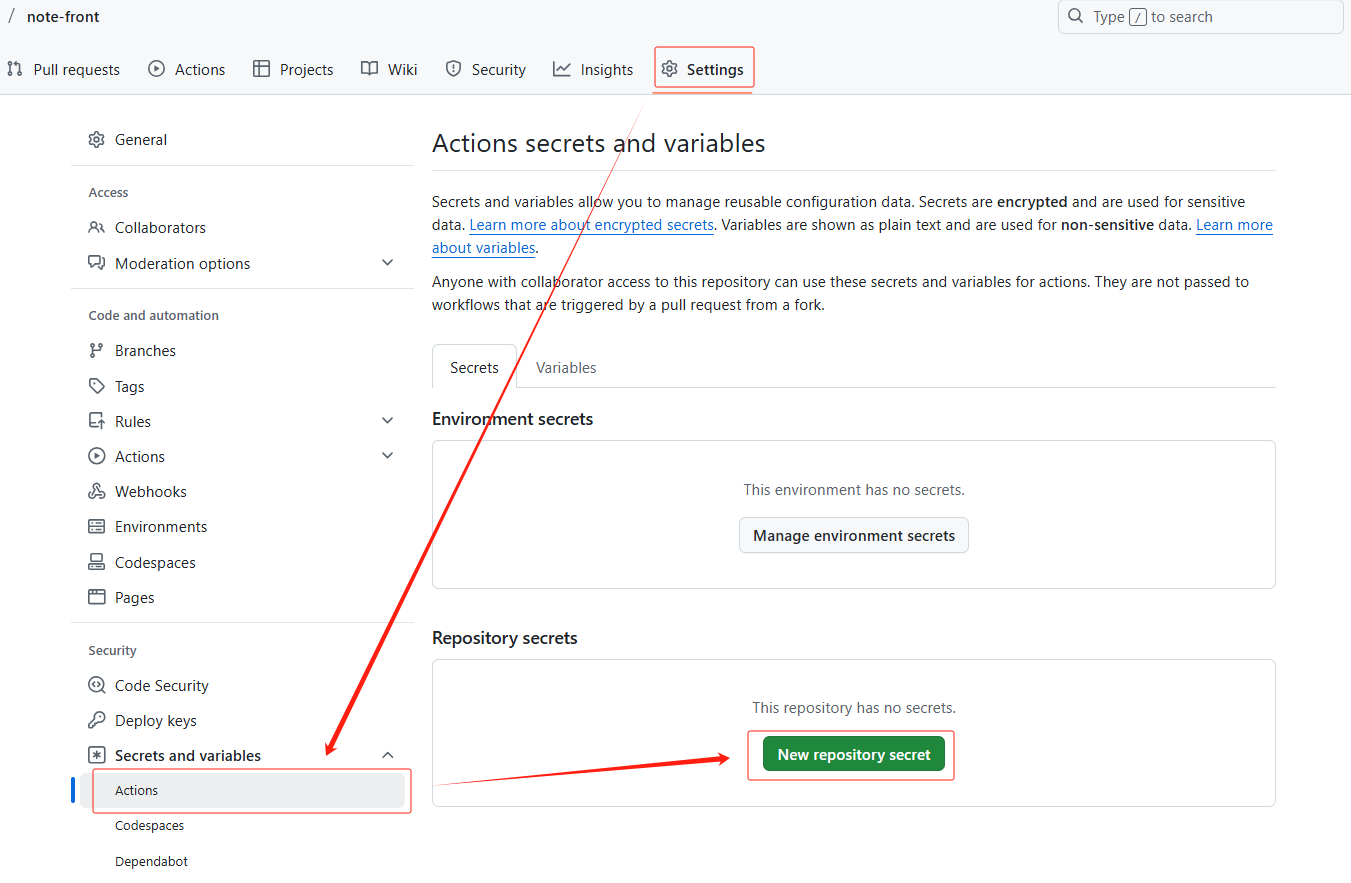 / note-front
Type / to search
Pull requests Actions Projects Wiki Security Insights Settings
General
Access
Collaborators
Moderation options
Code and automation
Branches
Tags
Rules
Actions
Webhooks
Environments
Codespaces
Pages
Security
Code Security
Deploy keys
Secrets and variables
Actions
Codespaces
Dependabot
Actions secrets and variables
Secrets and variables allow you to manage reusable configuration data. Secrets are encrypted and are used for sensitive
data. Learn more about encrypted secrets. Variables are shown as plain text and are used for non-sensitive data. Learn more
about variables.
Anyone with collaborator access to this repository can use these secrets and variables for actions. They are not passed to
workflows that are triggered by a pull request from a fork.
Secrets Variables
Environment secrets
This environment has no secrets.
Manage environment secrets
Repository secrets
This repository has no secrets.
New repository secret